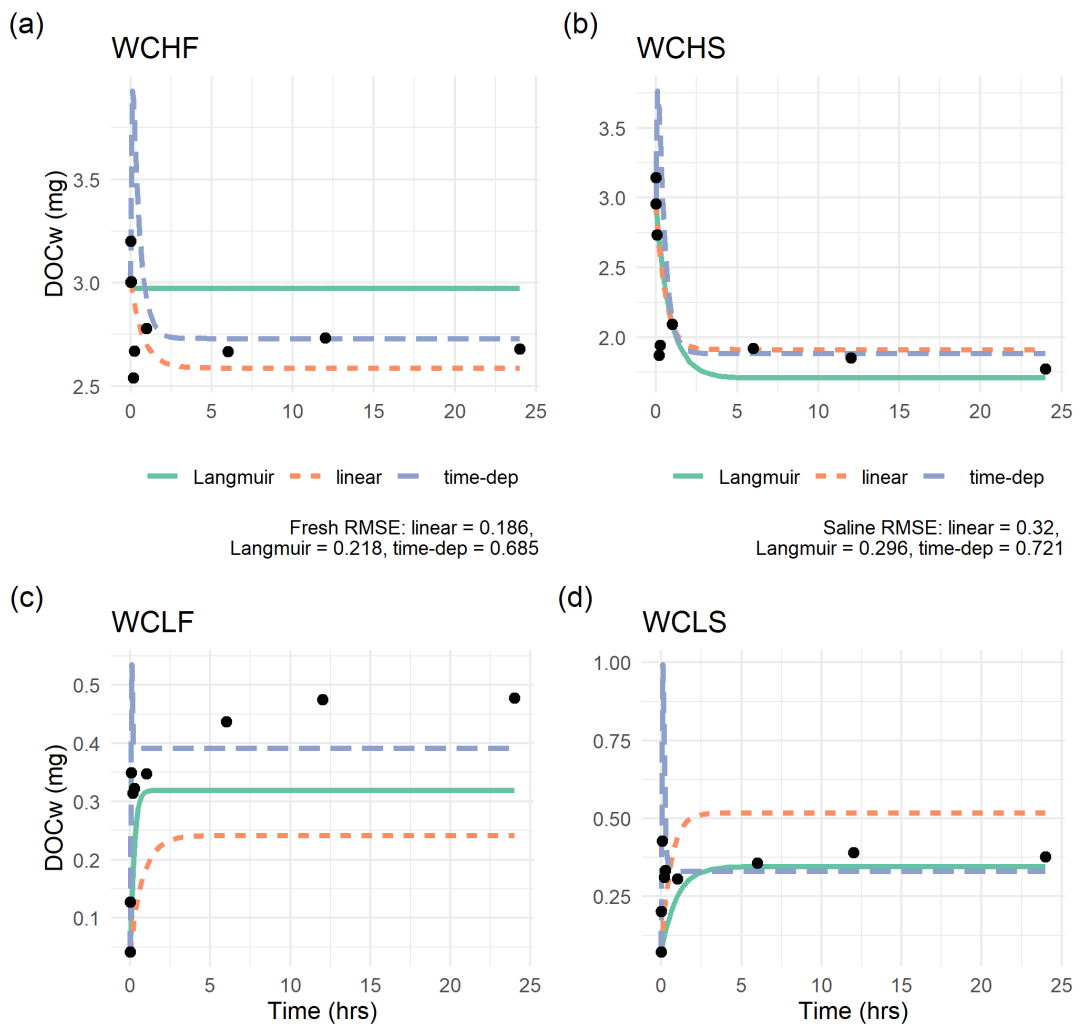 (a)
WCHF
DOCw (mg)
3.5
3.0
2.5
0 5 10 15 20 25
Langmuir linear time-dep
Fresh RMSE: linear = 0.186,
Langmuir = 0.218, time-dep = 0.685
(b)
WCHS
3.5
3.0
2.5
2.0
0 5 10 15 20 25
Langmuir linear time-dep
Saline RMSE: linear = 0.32,
Langmuir = 0.296, time-dep = 0.721
(c)
WCLF
DOCw (mg)
0.5
0.4
0.3
0.2
0.1
0 5 10 15 20 25
Time (hrs)
(d)
WCLS
1.00
0.75
0.50
0.25
0 5 10 15 20 25
Time (hrs)